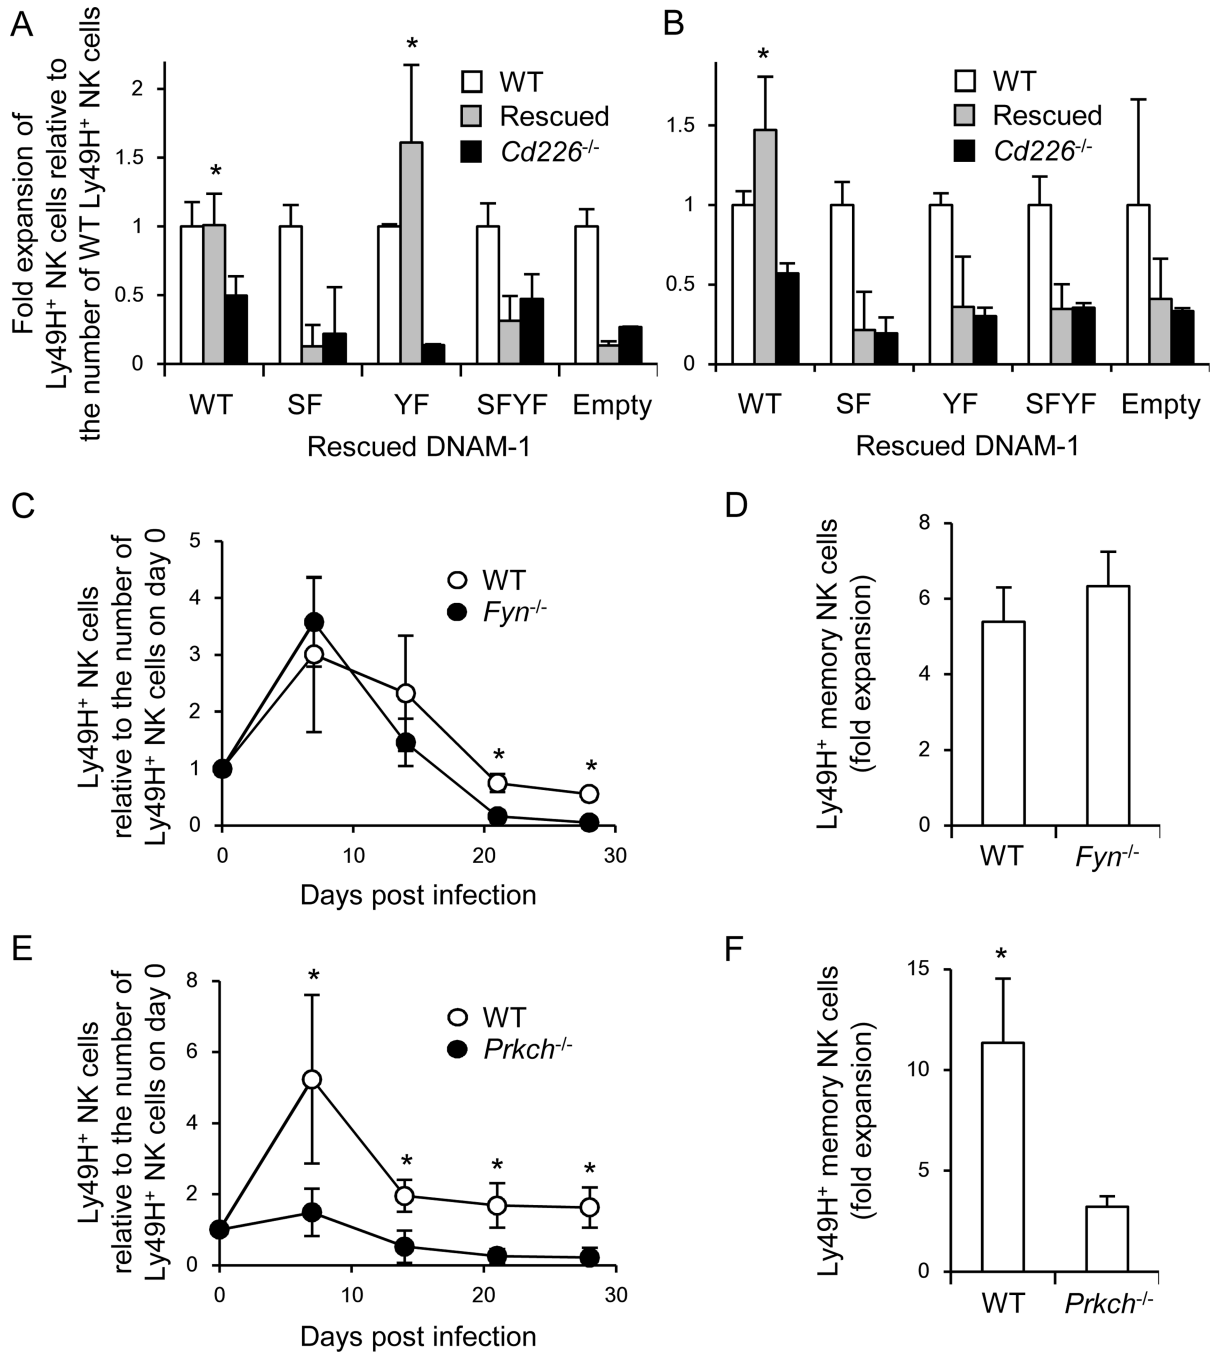 A
Fold expansion of
Ly49H⁺ NK cells relative to
the number of WT Ly49H⁺ NK cells
2
1.5
1
0.5
0
*
*
WT
Rescued
Cd226⁻/⁻
WT SF YF SFYF Empty
Rescued DNAM-1
B
1.5
1
0.5
0
*
WT
Rescued
Cd226⁻/⁻
WT SF YF SFYF Empty
Rescued DNAM-1
C
Ly49H⁺ NK cells
relative to the number of
Ly49H⁺ NK cells on day 0
5
4
3
2
1
0
WT
Fyn⁻/⁻
* *
0 10 20 30
Days post infection
D
Ly49H⁺ memory NK cells
(fold expansion)
8
6
4
2
0
WT Fyn⁻/⁻
E
Ly49H⁺ NK cells
relative to the number of
Ly49H⁺ NK cells on day 0
8
6
4
2
0
*
WT
Prkch⁻/⁻
* * *
0 10 20 30
Days post infection
F
Ly49H⁺ memory NK cells
(fold expansion)
15
10
5
0
*
WT Prkch⁻/⁻